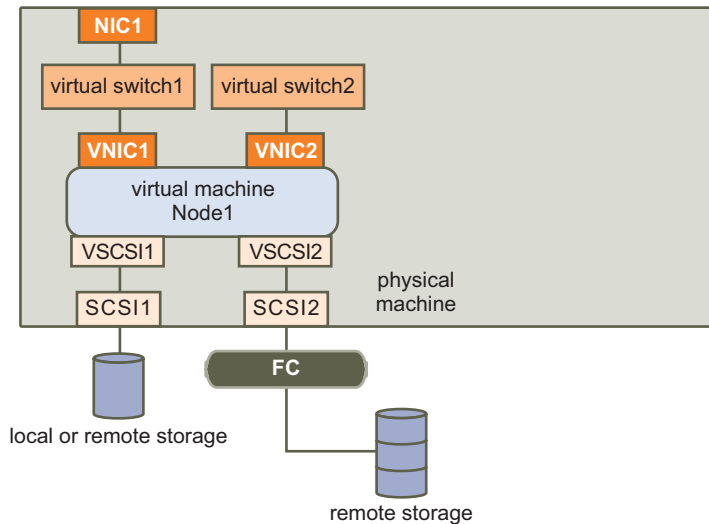 NIC1
virtual switch1
virtual switch2
VNIC1
VNIC2
virtual machine
Node1
VSCSI1
VSCSI2
physical
machine
SCSI1
SCSI2
FC
local or remote storage
remote storage